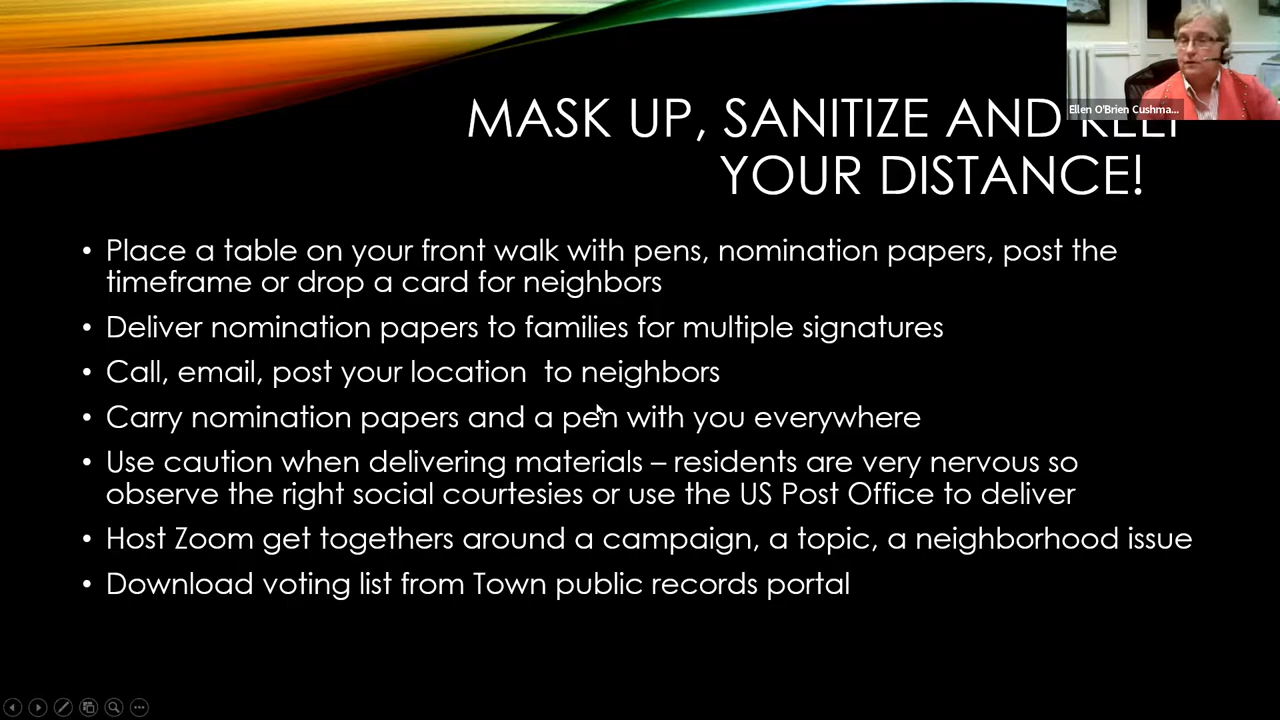 Ellen O'Brien Cushma...
MASK UP, SANITIZE AND KEEP
YOUR DISTANCE!
• Place a table on your front walk with pens, nomination papers, post the
timeframe or drop a card for neighbors
• Deliver nomination papers to families for multiple signatures
• Call, email, post your location  to neighbors
• Carry nomination papers and a pen with you everywhere
• Use caution when delivering materials – residents are very nervous so
observe the right social courtesies or use the US Post Office to deliver
• Host Zoom get togethers around a campaign, a topic, a neighborhood issue
• Download voting list from Town public records portal